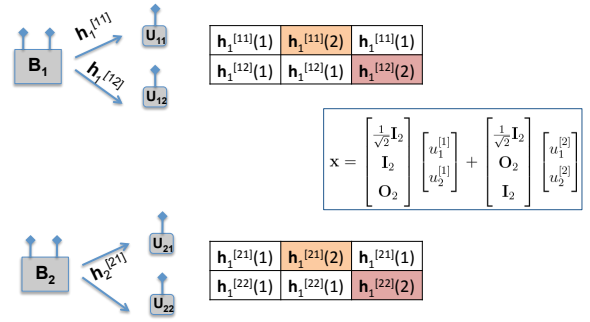 h₁^[11]
U₁₁
B₁
h₁^[12]
U₁₂
h₁^[11](1) h₁^[11](2) h₁^[11](1)
h₁^[12](1) h₁^[12](1) h₁^[12](2)
x = [1/√2 I₂; I₂; O₂] [u₁^[1]; u₂^[1]] + [1/√2 I₂; O₂; I₂] [u₁^[2]; u₂^[2]]
U₂₁
B₂
h₂^[21]
U₂₂
h₁^[21](1) h₁^[21](2) h₁^[21](1)
h₁^[22](1) h₁^[22](1) h₁^[22](2)